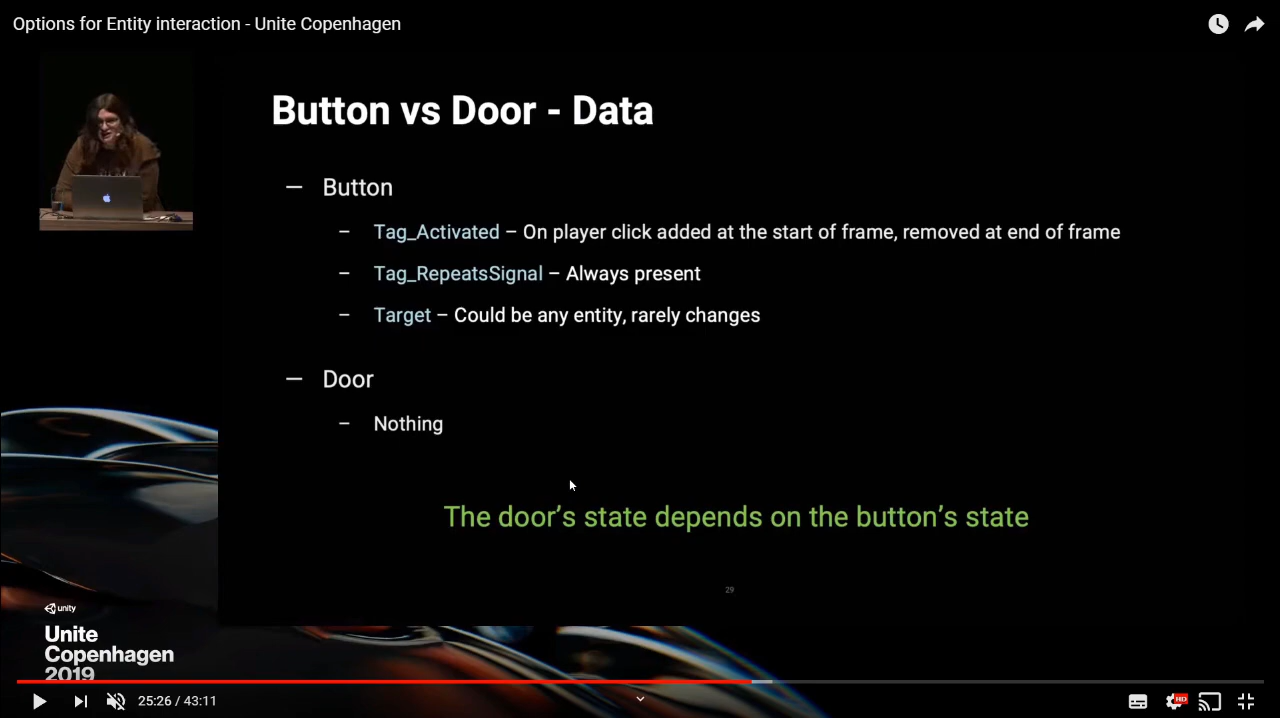 Options for Entity interaction - Unite Copenhagen
Button vs Door - Data
— Button
– Tag_Activated – On player click added at the start of frame, removed at end of frame
– Tag_RepeatsSignal – Always present
– Target – Could be any entity, rarely changes
— Door
– Nothing
The door's state depends on the button's state
29
unity
Unite
Copenhagen
2019
25:26 / 43:11
HD